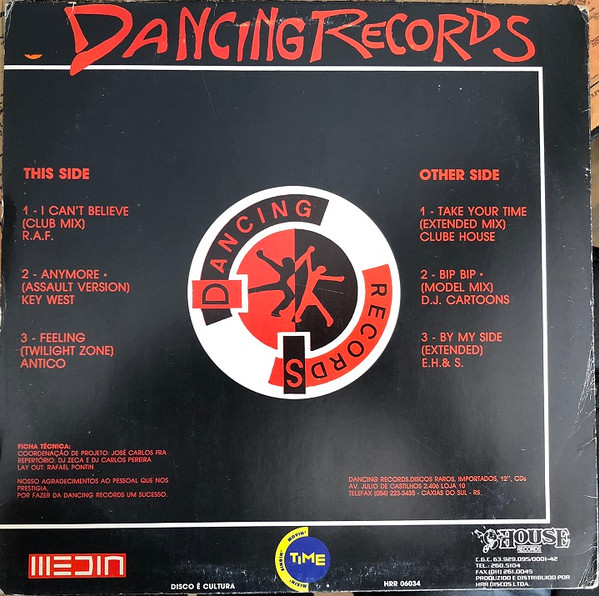 DANCING RECORDS
THIS SIDE
1 - I CAN'T BELIEVE
(CLUB MIX)
R.A.F.
2 - ANYMORE •
(ASSAULT VERSION)
KEY WEST
3 - FEELING
(TWILIGHT ZONE)
ANTICO
DANCING
RECORDS
OTHER SIDE
1 - TAKE YOUR TIME
(EXTENDED MIX)
CLUBE HOUSE
2 - BIP BIP •
(MODEL MIX)
D.J. CARTOONS
3 - BY MY SIDE
(EXTENDED)
E.H.& S.
FICHA TÉCNICA:
COORDENAÇÃO DE PROJETO: JOSÉ CARLOS FRA
REPERTÓRIO: DJ ZECA E DJ CARLOS PEREIRA
LAY OUT: RAFAEL PONTIN
NOSSO AGRADECIMENTOS AO PESSOAL QUE NOS
PRESTIGIA,
POR FAZER DA DANCING RECORDS UM SUCESSO.
DANCING RECORDS,DISCOS RAROS, IMPORTADOS, 12", CDs
AV. JULIO DE CASTILHOS 2.406 LOJA 10
TELEFAX (054) 223-3435 - CAXIAS DO SUL - RS.
MOVIN'
TIME
MIXIN'
DISCO É CULTURA
HRR 06034
HOUSE
RECORDS
C.G.C. 63.929.095/0001-42
TEL.: 260.5104
FAX.(011) 261.0045
PRODUZIDO E DISTRIBUIDO POR
HRR DISCOS LTDA.